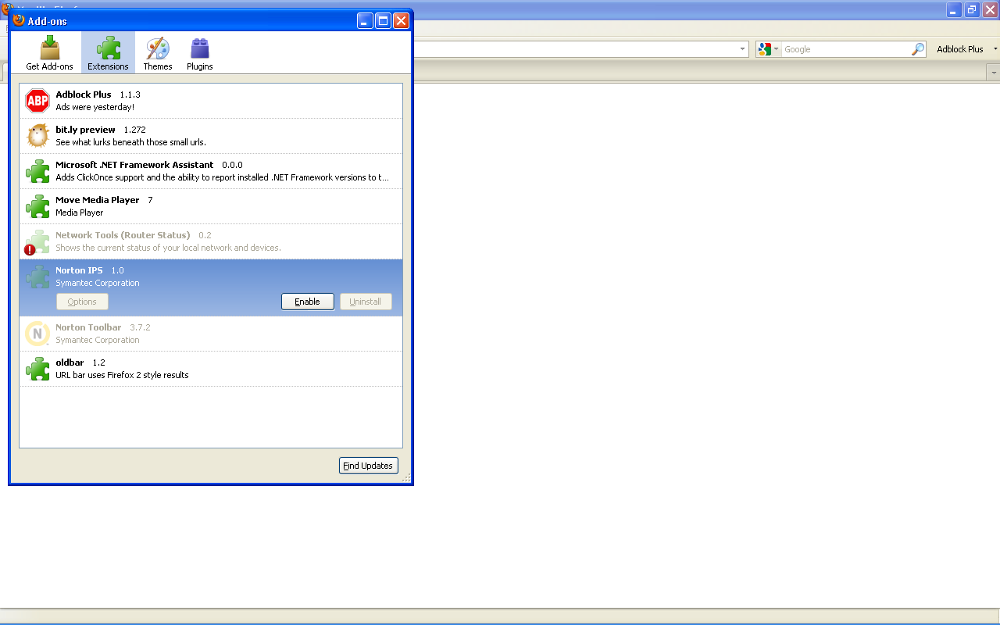 Add-ons
Get Add-ons
Extensions
Themes
Plugins
Google
Adblock Plus
ABP
Adblock Plus 1.1.3
Ads were yesterday!
bit.ly preview 1.272
See what lurks beneath those small urls.
Microsoft .NET Framework Assistant 0.0.0
Adds ClickOnce support and the ability to report installed .NET Framework versions to t...
Move Media Player 7
Media Player
Network Tools (Router Status) 0.2
Shows the current status of your local network and devices.
Norton IPS 1.0
Symantec Corporation
Options
Enable
Uninstall
N
Norton Toolbar 3.7.2
Symantec Corporation
oldbar 1.2
URL bar uses Firefox 2 style results
Find Updates